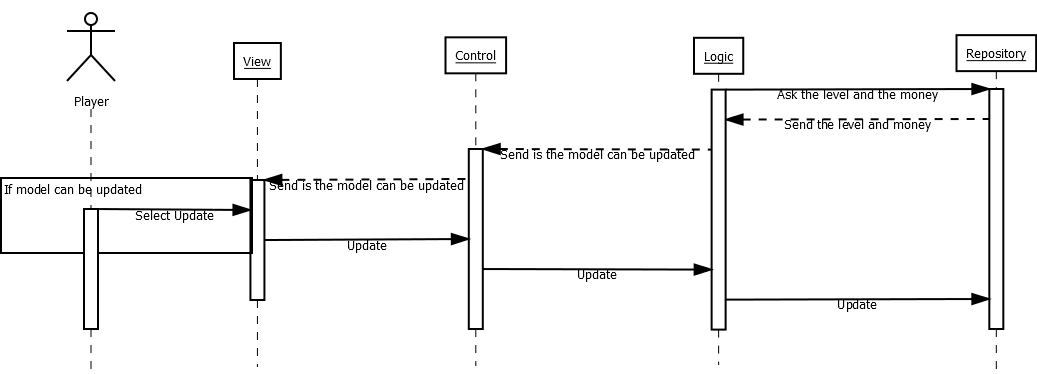 Player
View
Control
Logic
Repository
Ask the level and the money
Send the level and money
Send is the model can be updated
Send is the model can be updated
If model can be updated
Select Update
Update
Update
Update